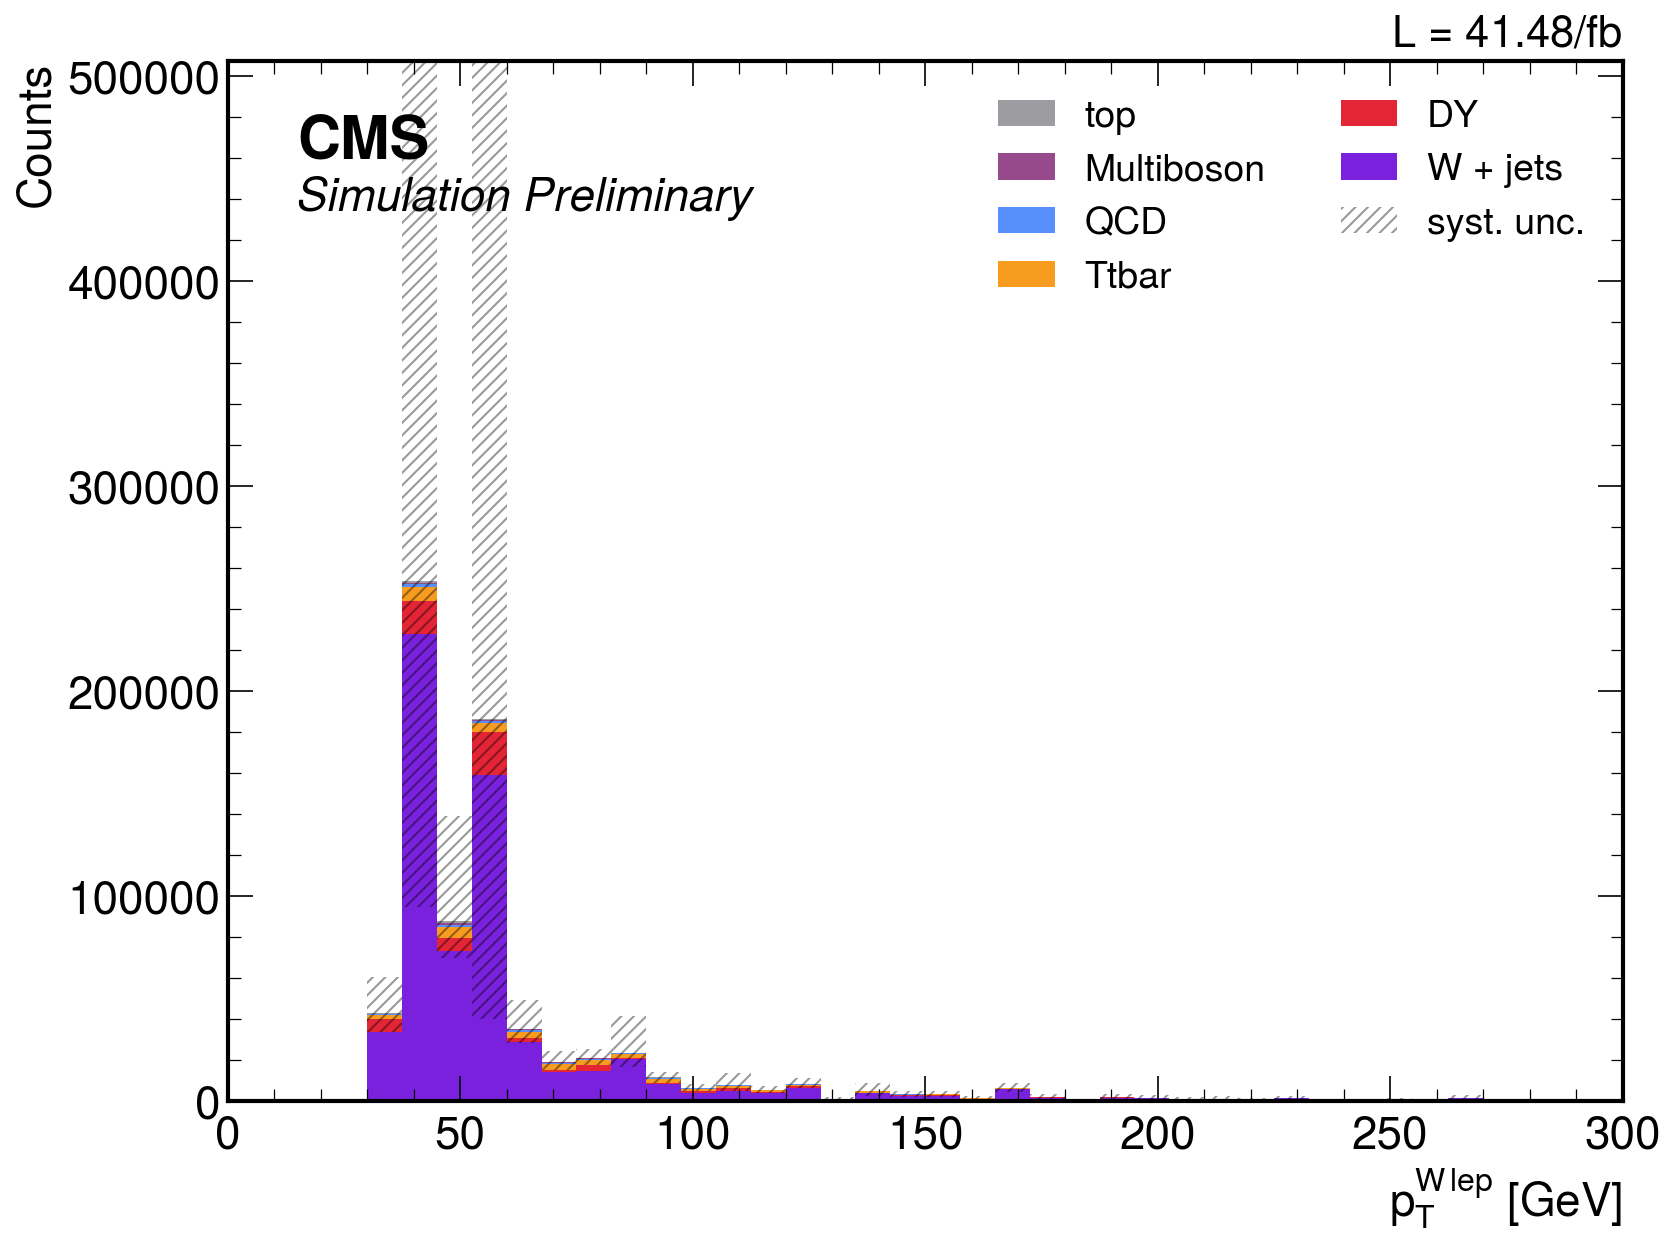 L = 41.48/fb
Counts
500000
400000
300000
200000
100000
0
CMS
Simulation Preliminary
top
Multiboson
QCD
Ttbar
DY
W + jets
syst. unc.
0 50 100 150 200 250 300
p_T^{W lep} [GeV]